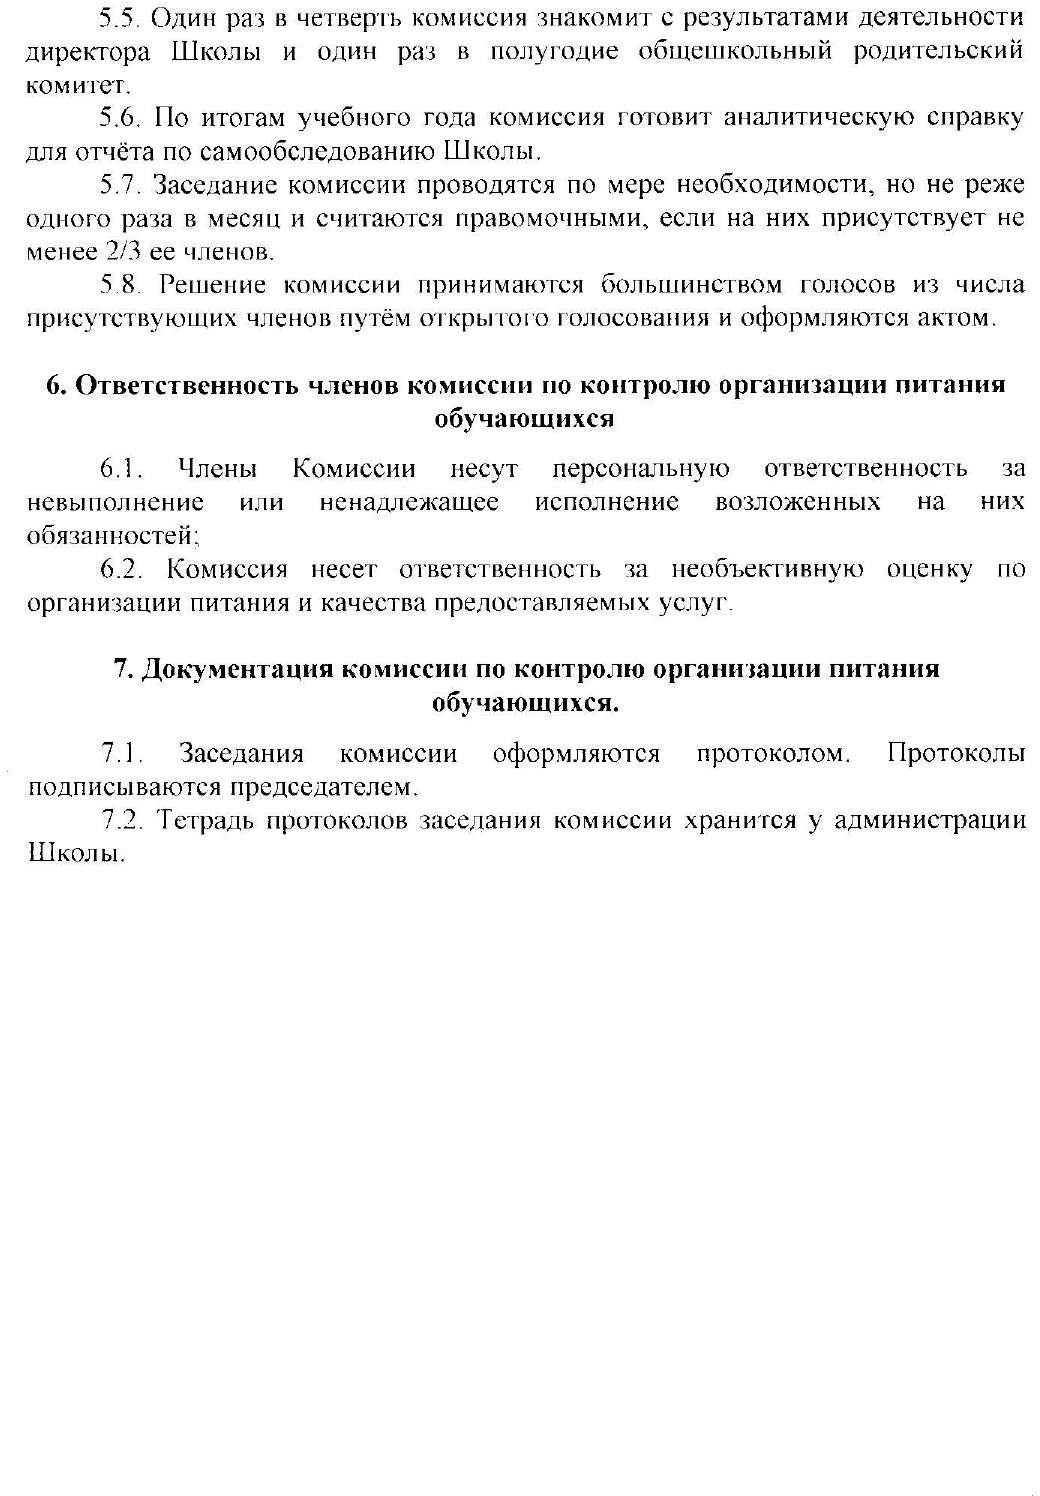 5.5. Один раз в четверть комиссия знакомит с результатами деятельности
директора Школы и один раз в полугодие общешкольный родительский
комитет.
5.6. По итогам учебного года комиссия готовит аналитическую справку
для отчёта по самообследованию Школы.
5.7. Заседание комиссии проводятся по мере необходимости, но не реже
одного раза в месяц и считаются правомочными, если на них присутствует не
менее 2/3 ее членов.
5.8. Решение комиссии принимаются большинством голосов из числа
присутствующих членов путём открытого голосования и оформляются актом.
6. Ответственность членов комиссии по контролю организации питания
обучающихся
6.1. Члены Комиссии несут персональную ответственность за
невыполнение или ненадлежащее исполнение возложенных на них
обязанностей;
6.2. Комиссия несет ответственность за необъективную оценку по
организации питания и качества предоставляемых услуг.
7. Документация комиссии по контролю организации питания
обучающихся.
7.1. Заседания комиссии оформляются протоколом. Протоколы
подписываются председателем.
7.2. Тетрадь протоколов заседания комиссии хранится у администрации
Школы.